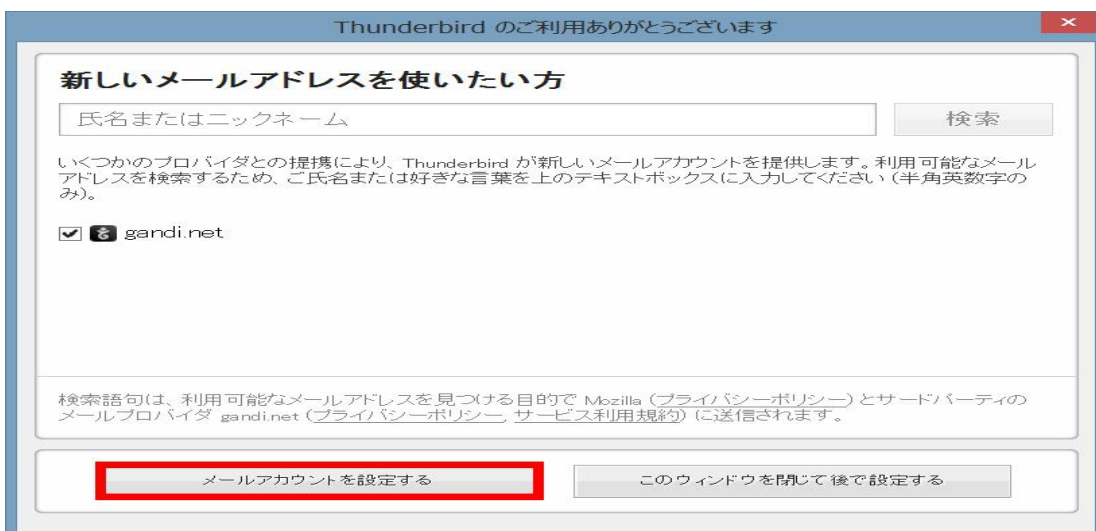 Thunderbird のご利用ありがとうございます
新しいメールアドレスを使いたい方
氏名またはニックネーム
検索
いくつかのプロバイダとの提携により、Thunderbird が新しいメールアカウントを提供します。利用可能なメール
アドレスを検索するため、ご氏名または好きな言葉を上のテキストボックスに入力してください (半角英数字の
み)。
gandi.net
検索語句は、利用可能なメールアドレスを見つける目的で Mozilla (プライバシーポリシー) とサードパーティの
メールプロバイダ gandi.net (プライバシーポリシー, サービス利用規約) に送信されます。
メールアカウントを設定する
このウィンドウを閉じて後で設定する